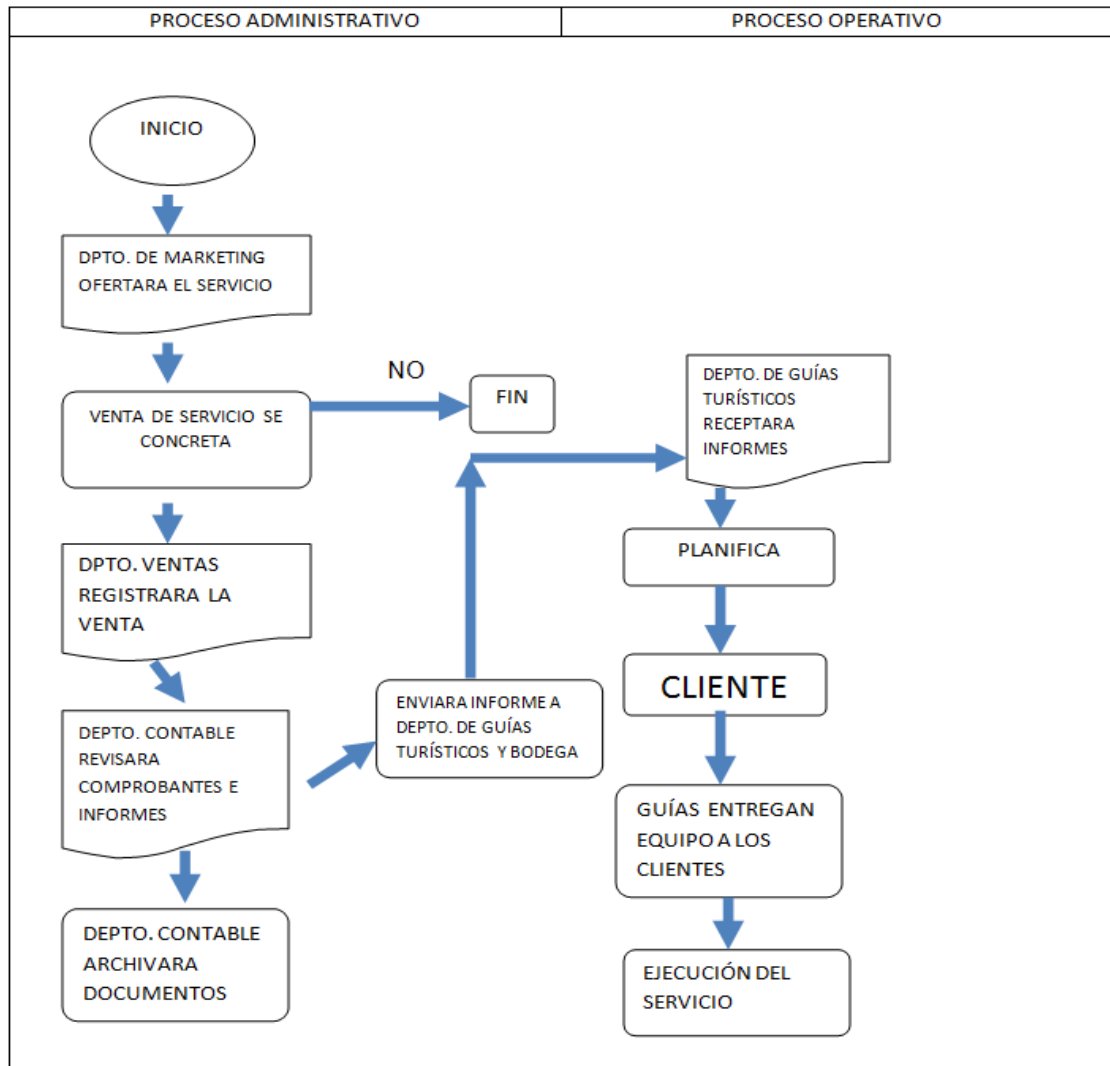 PROCESO ADMINISTRATIVO
PROCESO OPERATIVO
INICIO
DPTO. DE MARKETING
OFERTARA EL SERVICIO
VENTA DE SERVICIO SE
CONCRETA
NO
FIN
DPTO. VENTAS
REGISTRARA LA
VENTA
DEPTO. CONTABLE
REVISARA
COMPROBANTES E
INFORMES
DEPTO. CONTABLE
ARCHIVARA
DOCUMENTOS
ENVIARA INFORME A
DEPTO. DE GUÍAS
TURÍSTICOS Y BODEGA
DEPTO. DE GUÍAS
TURÍSTICOS
RECEPTARA
INFORMES
PLANIFICA
CLIENTE
GUÍAS ENTREGAN
EQUIPO A LOS
CLIENTES
EJECUCIÓN DEL
SERVICIO